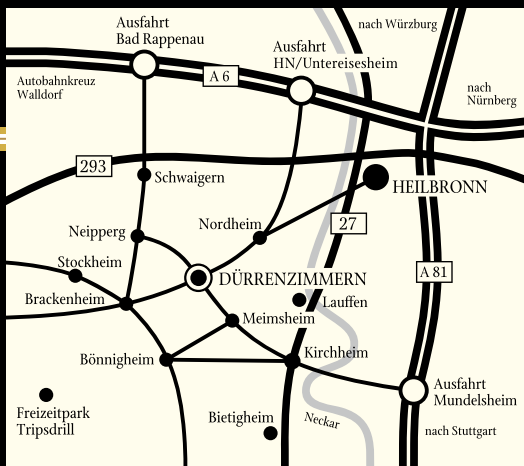 Ausfahrt
Bad Rappenau
nach Würzburg
Ausfahrt
HN/Untereisesheim
A 6
Autobahnkreuz
Walldorf
nach
Nürnberg
293
Schwaigern
HEILBRONN
Nordheim
27
Neipperg
Stockheim
DÜRRENZIMMERN
A 81
Brackenheim
Lauffen
Meimsheim
Bönnigheim
Kirchheim
Ausfahrt
Mundelsheim
Freizeitpark
Tripsdrill
Bietigheim
Neckar
nach Stuttgart